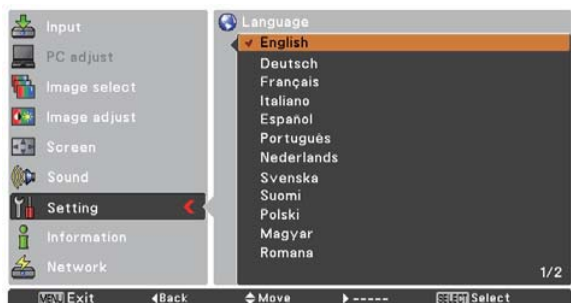 Input
PC adjust
Image select
Image adjust
Screen
Sound
Setting
Information
Network
Language
English
Deutsch
Français
Italiano
Español
Português
Nederlands
Svenska
Suomi
Polski
Magyar
Romana
1/2
MENU Exit ◀Back Move ▶ ----- SELECT Select